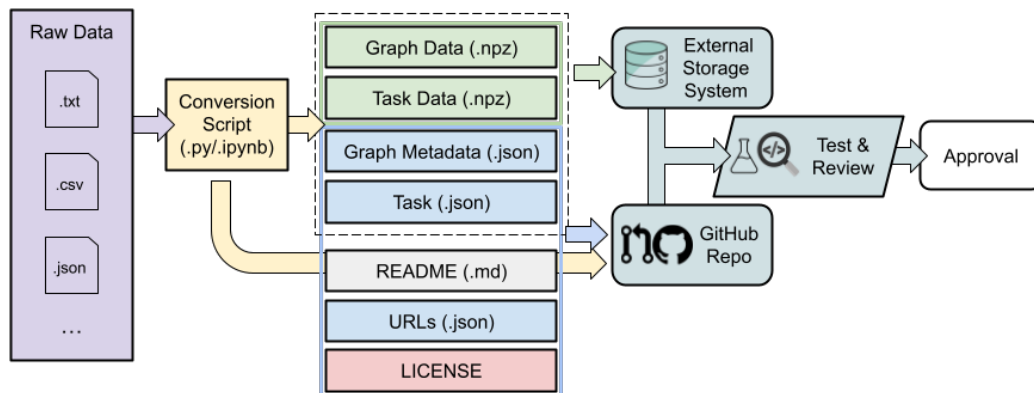 Raw Data
.txt
.csv
.json
...
Conversion
Script
(.py/.ipynb)
Graph Data (.npz)
Task Data (.npz)
Graph Metadata (.json)
Task (.json)
README (.md)
URLs (.json)
LICENSE
External
Storage
System
GitHub
Repo
</>
Test &
Review
Approval